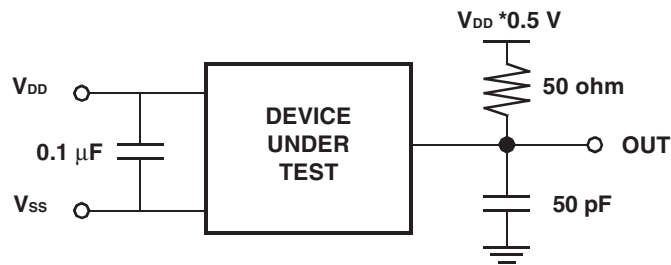 VDD *0.5 V
VDD
50 ohm
DEVICE
UNDER
TEST
0.1 μF
OUT
VSS
50 pF